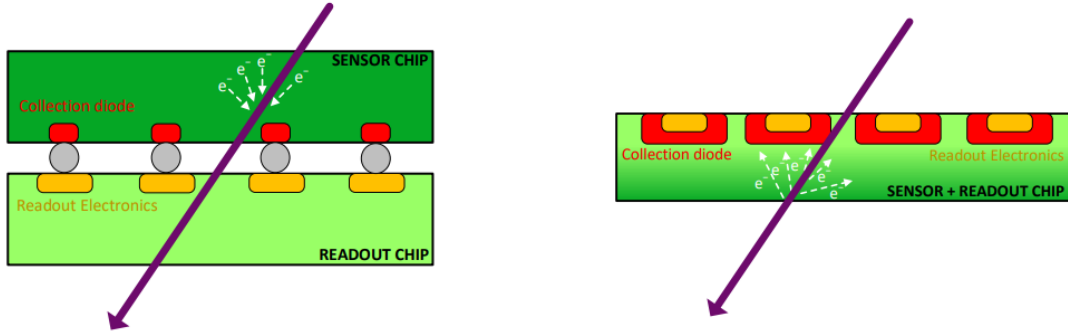 SENSOR CHIP
e⁻
e⁻
e⁻
e⁻
e⁻
Collection diode
Readout Electronics
READOUT CHIP
Collection diode
Readout Electronics
e⁻
e⁻
e⁻
e⁻
e⁻
SENSOR + READOUT CHIP